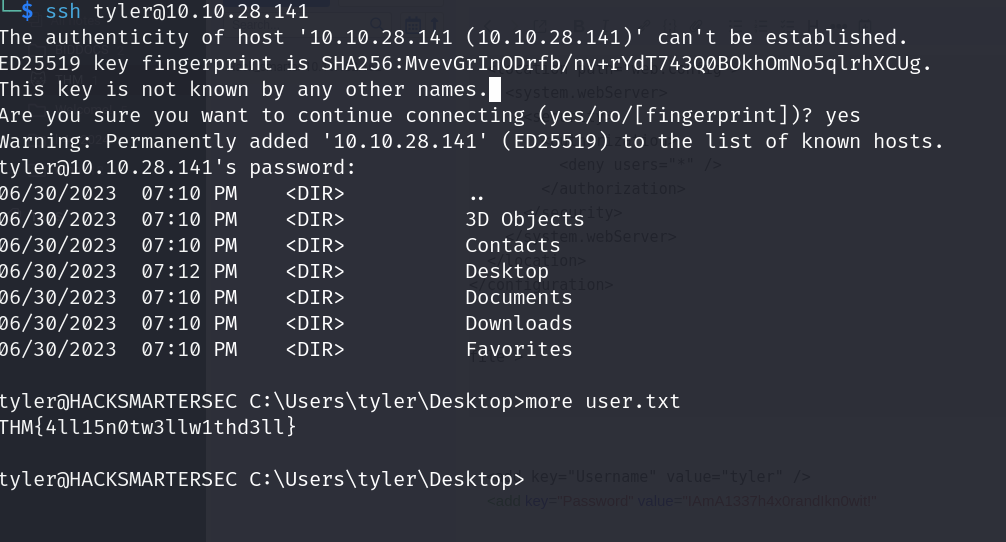 └─$ ssh tyler@10.10.28.141
The authenticity of host '10.10.28.141 (10.10.28.141)' can't be established.
ED25519 key fingerprint is SHA256:MvevGrInODrfb/nv+rYdT743Q0BOkhOmNo5qlrhXCUg.
This key is not known by any other names.
<system.webServer>
Are you sure you want to continue connecting (yes/no/[fingerprint])? yes
Warning: Permanently added '10.10.28.141' (ED25519) to the list of known hosts.
<deny users="*" />
tyler@10.10.28.141's password:
</authorization>
06/30/2023  07:10 PM    <DIR>          ..
06/30/2023  07:10 PM    <DIR>          3D Objects
06/30/2023  07:10 PM    <DIR>          Contacts
06/30/2023  07:12 PM    <DIR>          Desktop
06/30/2023  07:10 PM    <DIR>          Documents
06/30/2023  07:10 PM    <DIR>          Downloads
06/30/2023  07:10 PM    <DIR>          Favorites
tyler@HACKSMARTERSEC C:\Users\tyler\Desktop>more user.txt
THM{4ll15n0tw3llw1thd3ll}
key="Username" value="tyler" />
tyler@HACKSMARTERSEC C:\Users\tyler\Desktop>
<add key="Password" value=